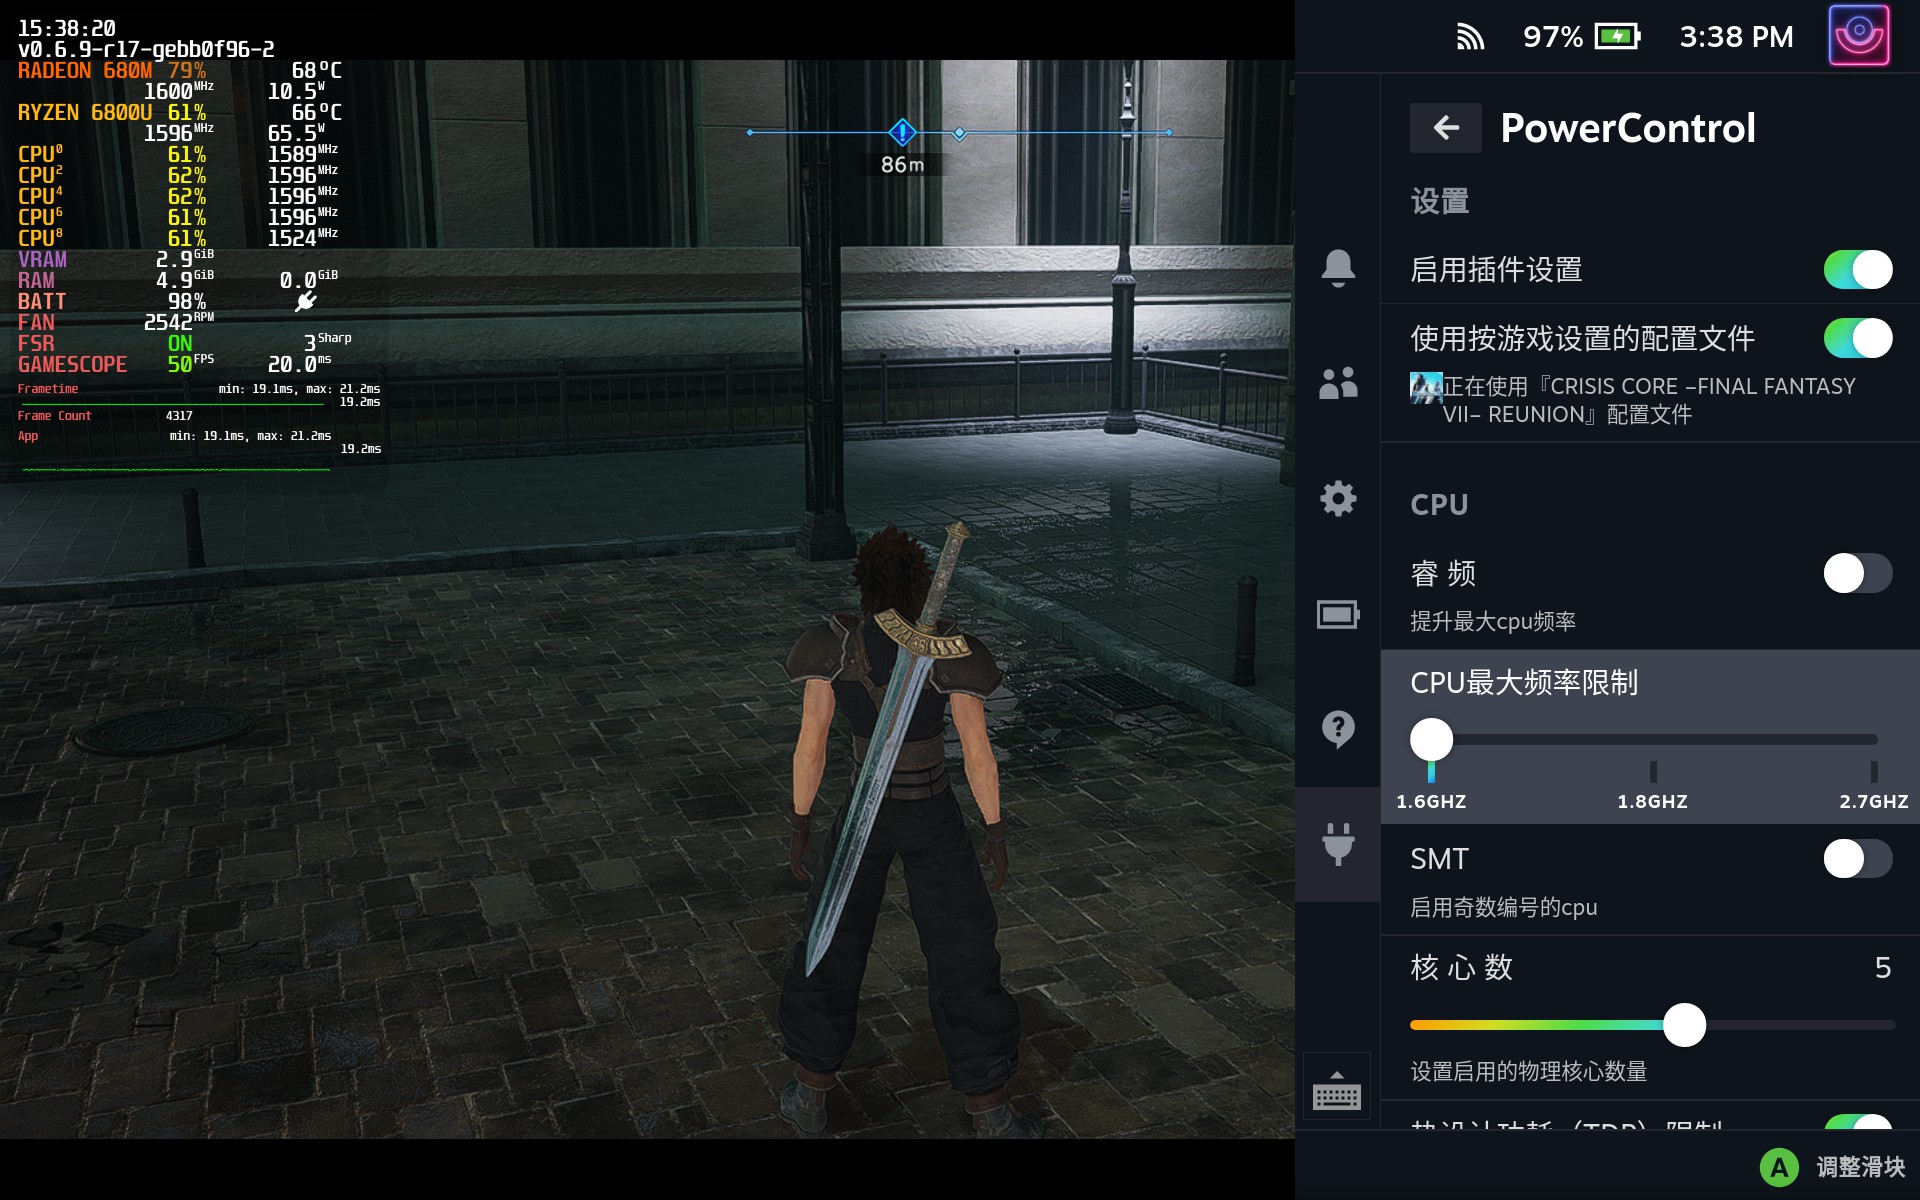 15:38:20
v0.6.9-r17-gebb0f96-2
RADEON 680M 79% 68°C
1600MHz 10.5W
RYZEN 6800U 61% 66°C
1596MHz 65.5W
CPU0 61% 1589MHz
CPU2 62% 1596MHz
CPU4 62% 1596MHz
CPU6 61% 1596MHz
CPU8 61% 1524MHz
VRAM 2.9GiB
RAM 4.9GiB 0.0GiB
BATT 98%
FAN 2542RPM
FSR ON 3Sharp
GAMESCOPE 50FPS 20.0ms
Frametime min: 19.1ms, max: 21.2ms
19.2ms
Frame Count 4317
App min: 19.1ms, max: 21.2ms
19.2ms
86m
97% 3:38 PM
PowerControl
设置
启用插件设置
使用按游戏设置的配置文件
正在使用『CRISIS CORE –FINAL FANTASY
VII– REUNION』配置文件
CPU
睿 频
提升最大cpu频率
CPU最大频率限制
1.6GHZ 1.8GHZ 2.7GHZ
SMT
启用奇数编号的cpu
核 心 数 5
设置启用的物理核心数量
热设计功耗（TDP）限制
A 调整滑块